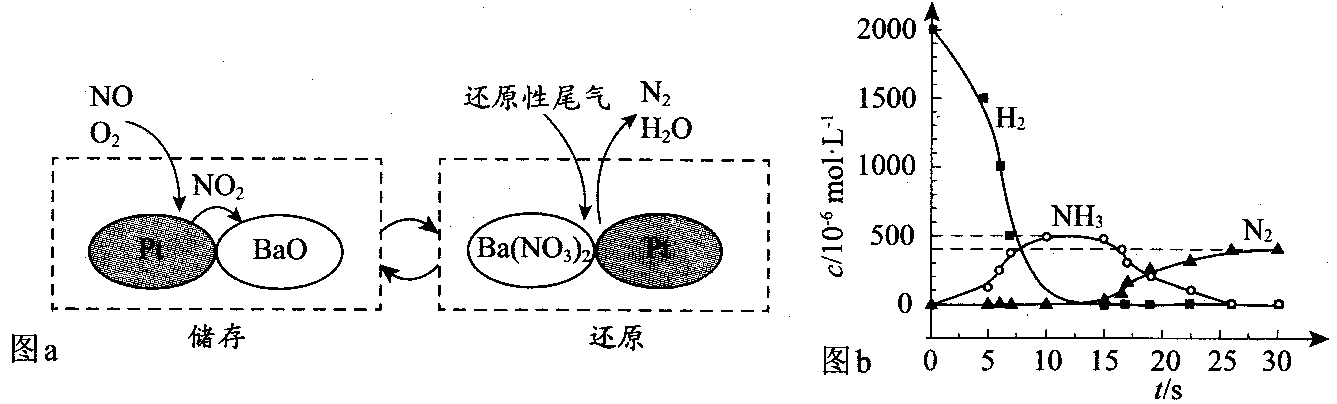 NO
O₂
NO₂
Pt
BaO
储存
图a
还原性尾气
N₂
H₂O
Ba(NO₃)₂
Pt
还原
c/10⁻⁶ mol·L⁻¹
2000
1500
1000
500
0
H₂
NH₃
N₂
0 5 10 15 20 25 30
t/s
图b